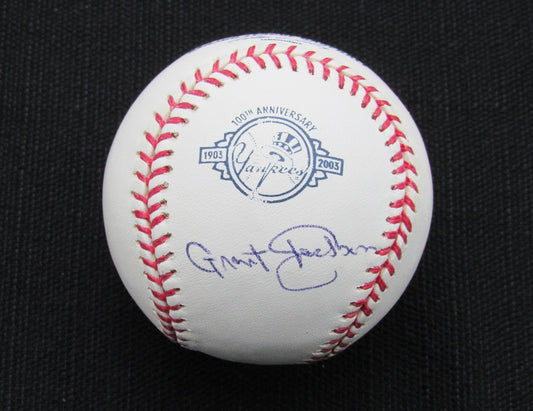 100TH ANNIVERSARY
1903 Yankees 2003
Grant Jackson